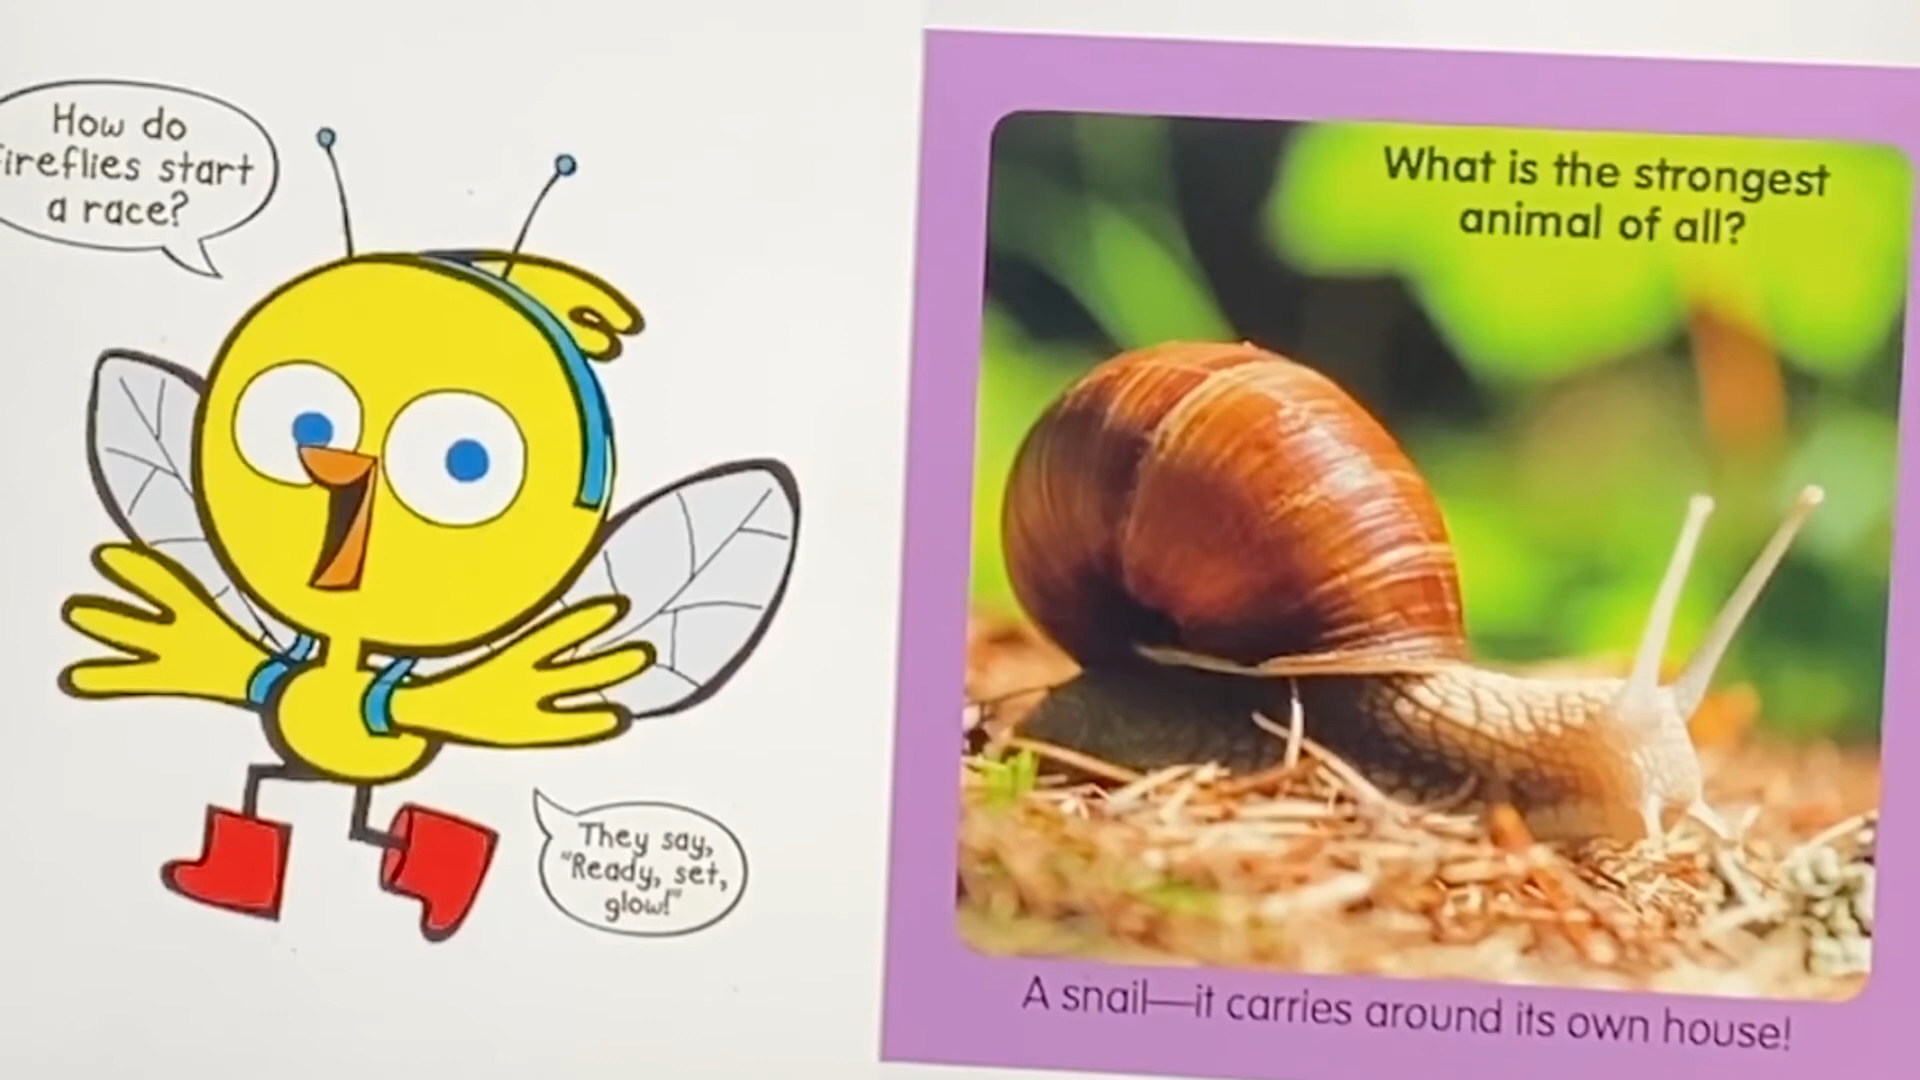 How do
fireflies start
a race?
They say,
"Ready, set,
glow!"
What is the strongest
animal of all?
A snail—it carries around its own house!